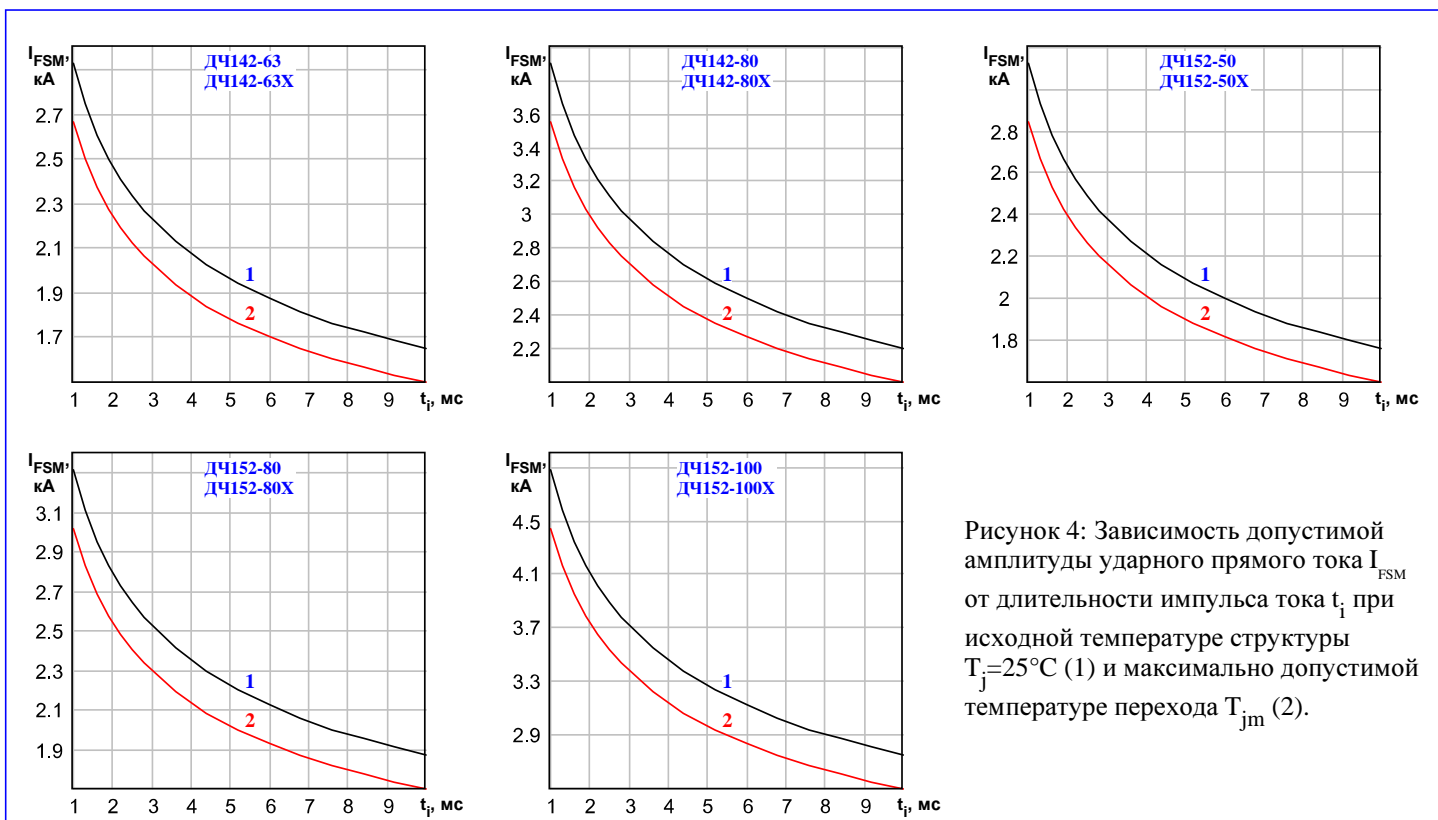 I_FSM,
кА
ДЧ142-63
ДЧ142-63X
2.7
2.5
2.3
2.1
1.9
1.7
1
2
1 2 3 4 5 6 7 8 9 t_i, мс
I_FSM,
кА
ДЧ142-80
ДЧ142-80X
3.6
3.4
3.2
3
2.8
2.6
2.4
2.2
1
2
1 2 3 4 5 6 7 8 9 t_i, мс
I_FSM,
кА
ДЧ152-50
ДЧ152-50X
2.8
2.6
2.4
2.2
2
1.8
1
2
1 2 3 4 5 6 7 8 9 t_i, мс
I_FSM,
кА
ДЧ152-80
ДЧ152-80X
3.1
2.9
2.7
2.5
2.3
2.1
1.9
1
2
1 2 3 4 5 6 7 8 9 t_i, мс
I_FSM,
кА
ДЧ152-100
ДЧ152-100X
4.5
4.1
3.7
3.3
2.9
1
2
1 2 3 4 5 6 7 8 9 t_i, мс
Рисунок 4: Зависимость допустимой
амплитуды ударного прямого тока I_FSM
от длительности импульса тока t_i при
исходной температуре структуры
T_j=25°C (1) и максимально допустимой
температуре перехода T_jm (2).